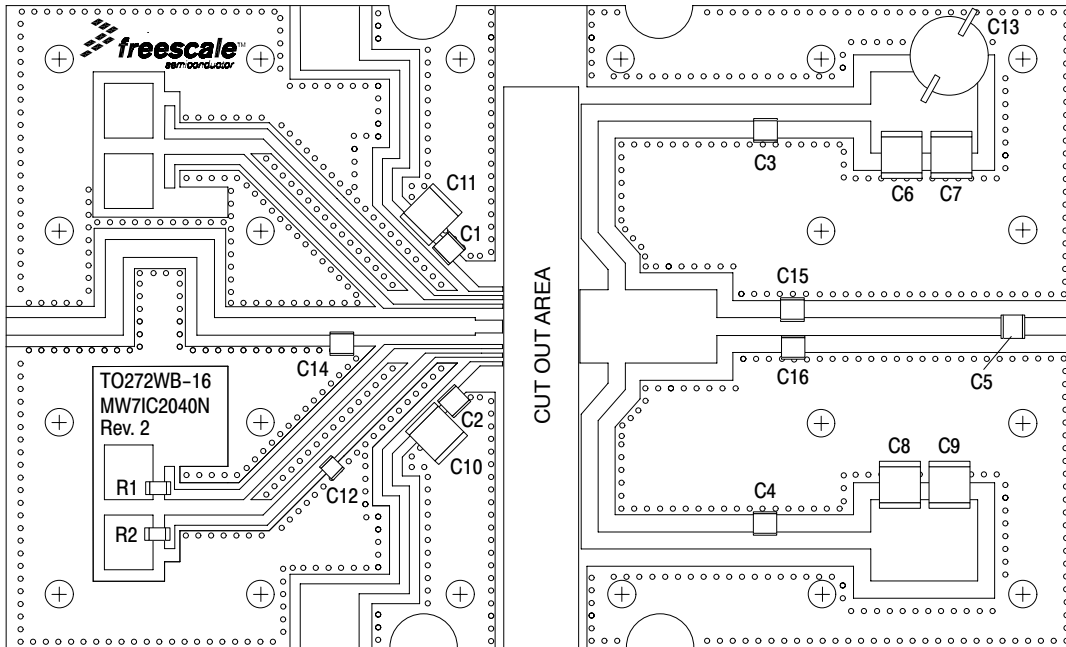 freescale™
semiconductor
C13
C3
C6
C7
C11
C1
C15
C14
C16
C5
CUT OUT AREA
TO272WB-16
MW7IC2040N
Rev. 2
C2
C10
C12
R1
R2
C8
C9
C4